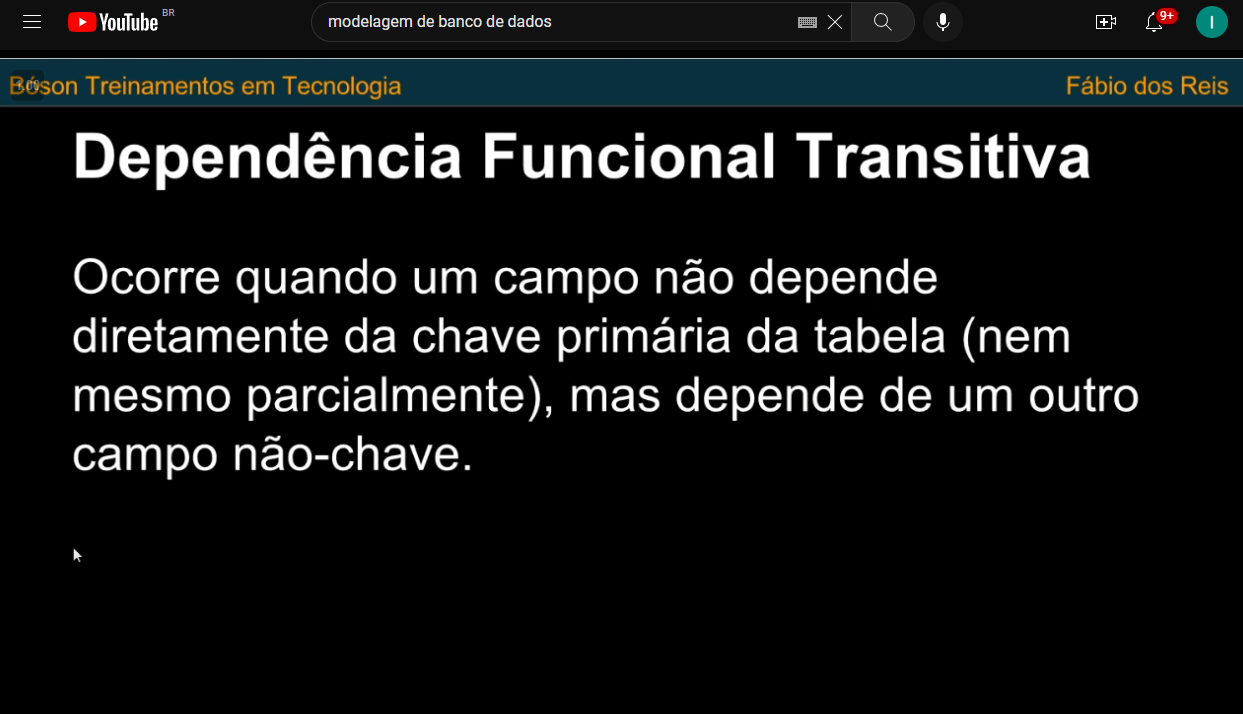 YouTube BR
modelagem de banco de dados
9+
I
Bóson Treinamentos em Tecnologia
Fábio dos Reis
Dependência Funcional Transitiva
Ocorre quando um campo não depende
diretamente da chave primária da tabela (nem
mesmo parcialmente), mas depende de um outro
campo não-chave.